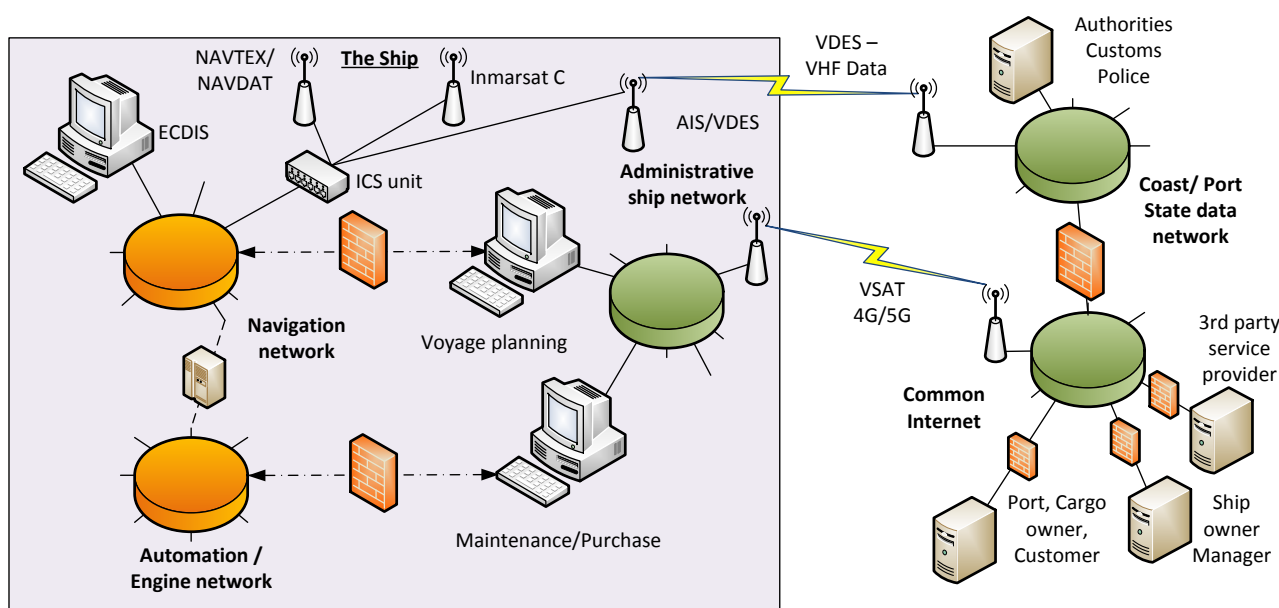 The Ship
NAVTEX/
NAVDAT
Inmarsat C
ECDIS
ICS unit
AIS/VDES
Administrative
ship network
VDES –
VHF Data
Authorities
Customs
Police
Coast/ Port
State data
network
Navigation
network
Voyage planning
VSAT
4G/5G
Common
Internet
3rd party
service
provider
Automation /
Engine network
Maintenance/Purchase
Port, Cargo
owner,
Customer
Ship
owner
Manager